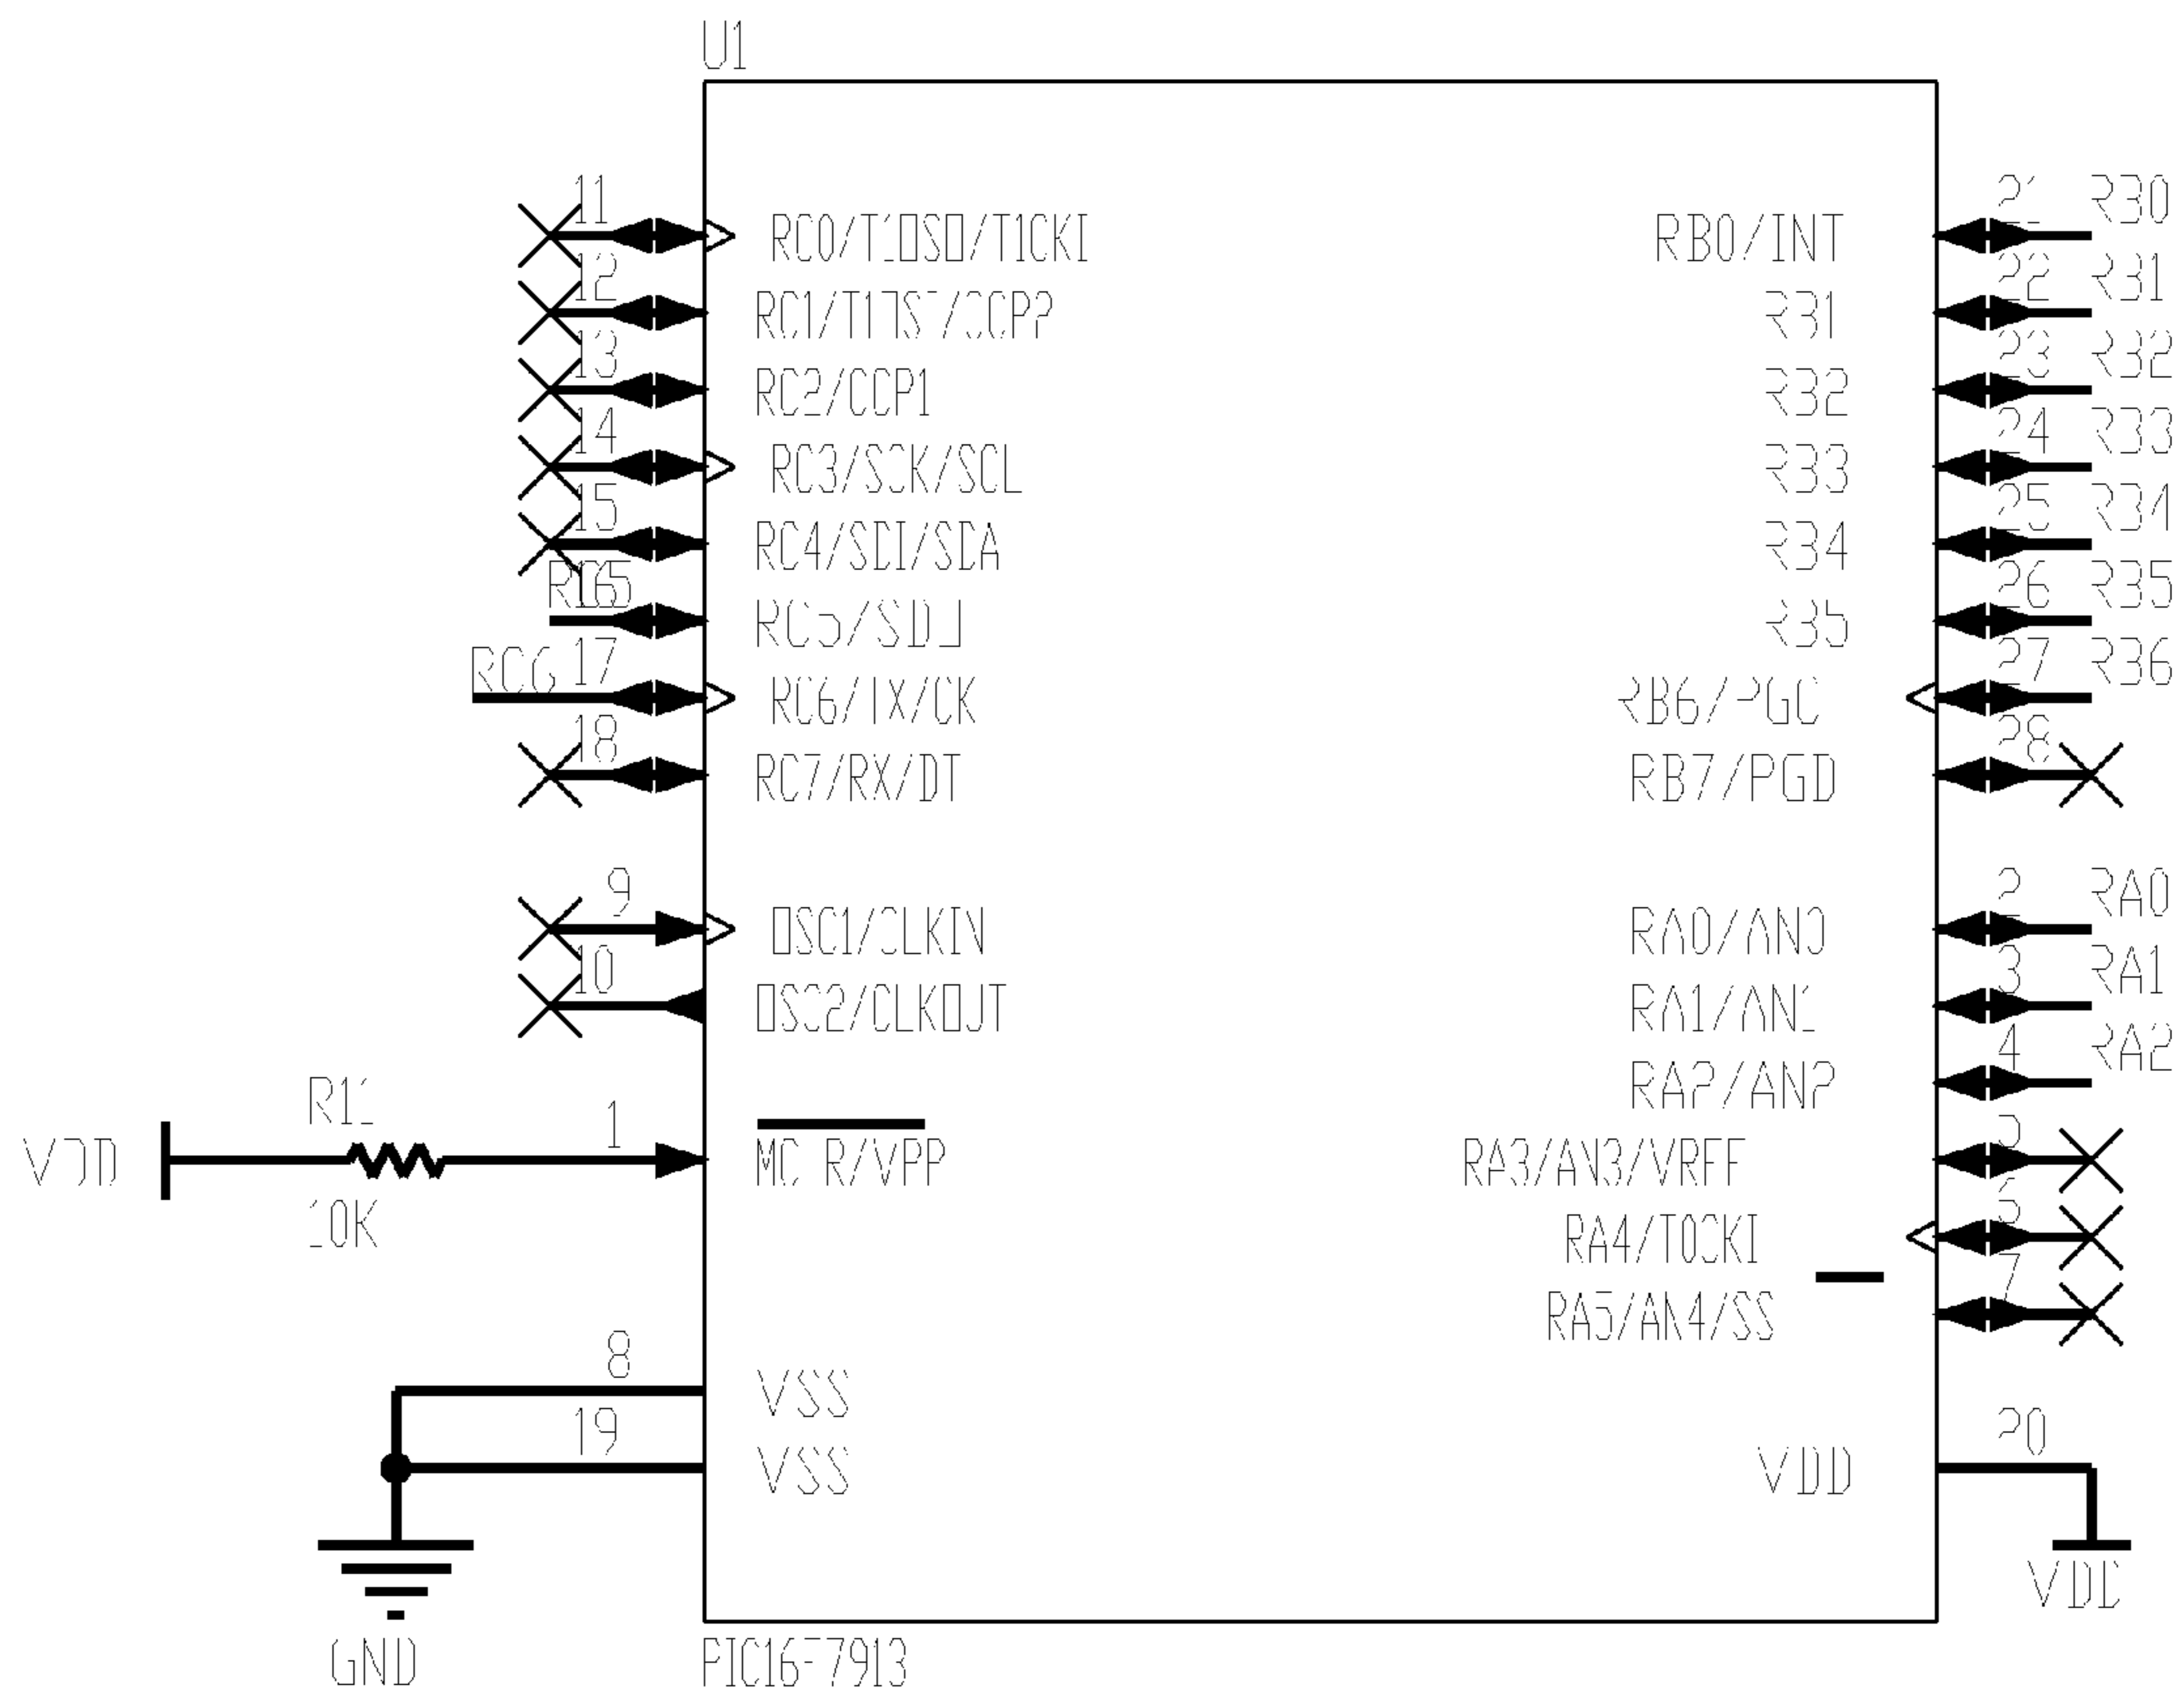 U1
11 RC0/T1OSO/T1CKI RB0/INT 21 RB0
12 RC1/T1OSI/CCP2 RB1 22 RB1
13 RC2/CCP1 RB2 23 RB2
14 RC3/SCK/SCL RB3 24 RB3
15 RC4/SDI/SDA RB4 25 RB4
RC5 16 RC5/SDO RB5 26 RB5
RC6 17 RC6/TX/CK RB6/PGC 27 RB6
18 RC7/RX/DT RB7/PGD 28
9 OSC1/CLKIN RA0/AN0 2 RA0
10 OSC2/CLKOUT RA1/AN1 3 RA1
RA2/AN2 4 RA2
R11
VDD 1 MCLR/VPP RA3/AN3/VREF 5
10K RA4/T0CKI 6
RA5/AN4/SS 7
8 VSS
19 VSS VDD 20
VDD
GND PIC16F7913